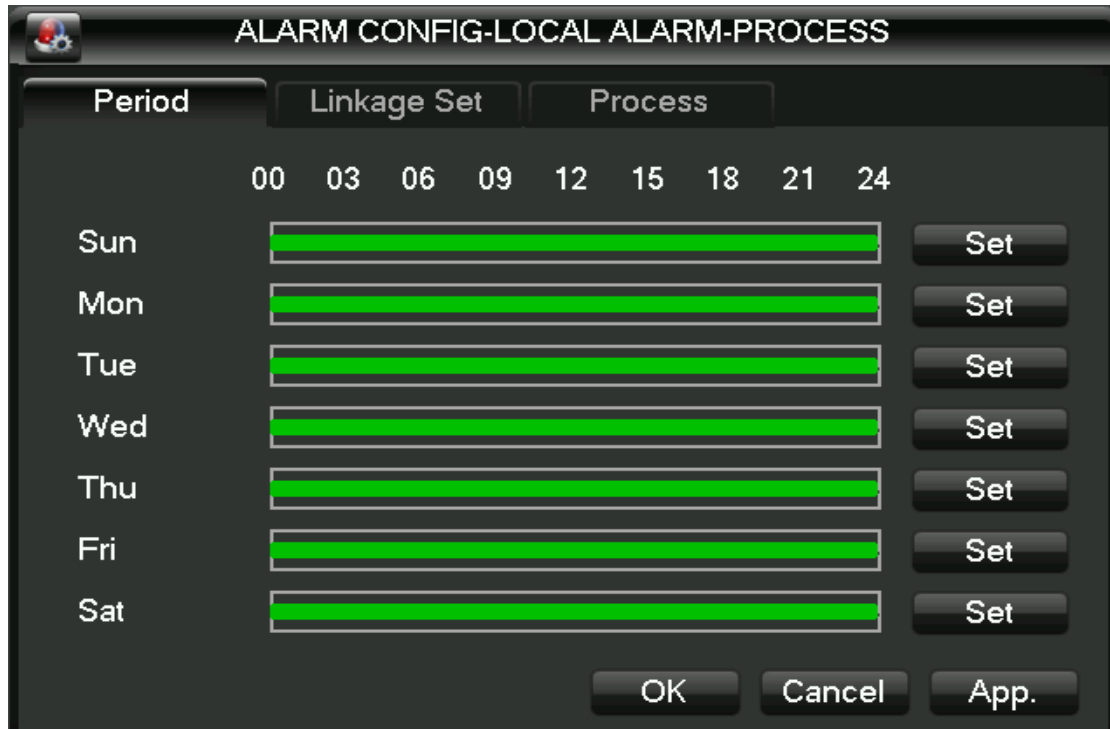 ALARM CONFIG-LOCAL ALARM-PROCESS
Period Linkage Set Process
00 03 06 09 12 15 18 21 24
Sun Set
Mon Set
Tue Set
Wed Set
Thu Set
Fri Set
Sat Set
OK Cancel App.